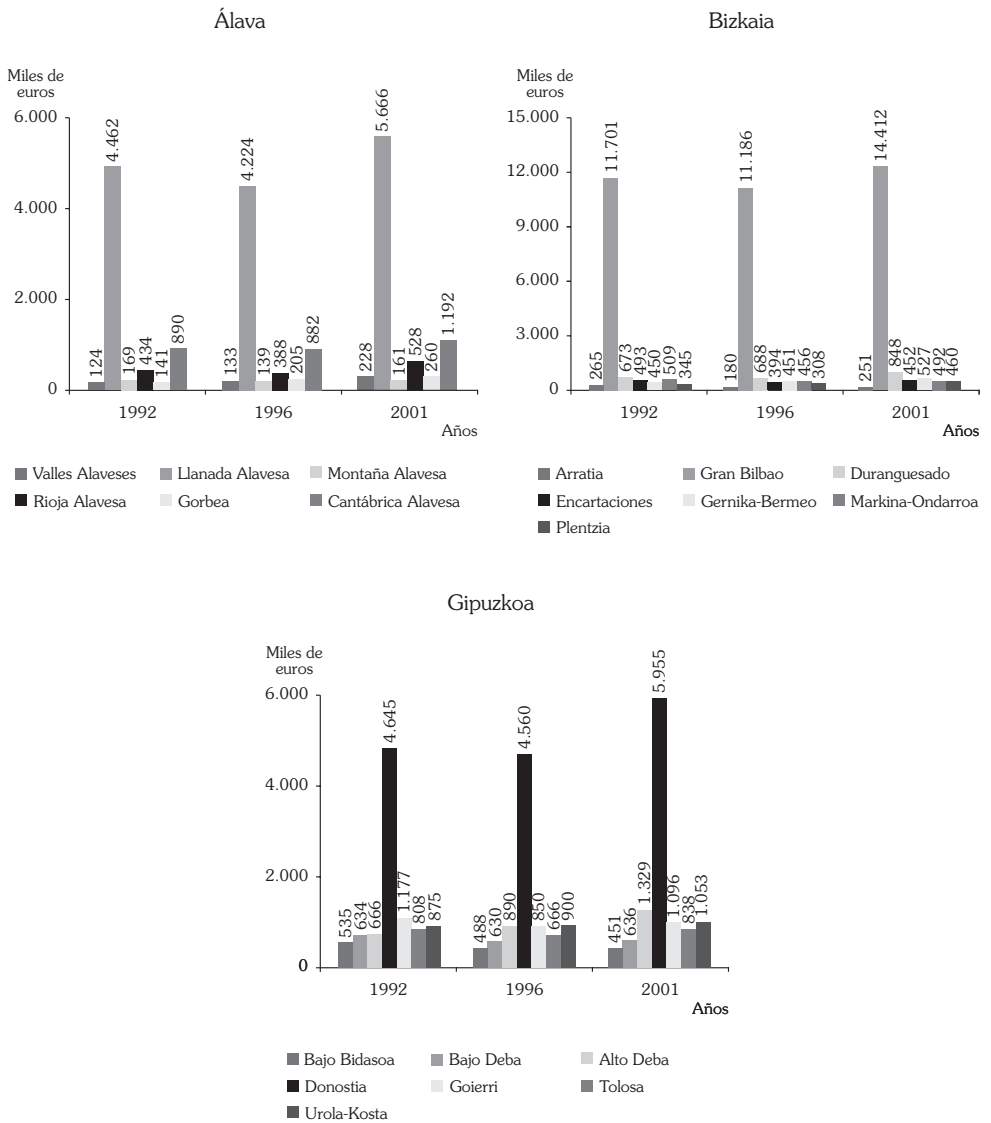 Álava
Miles de
euros
6.000
4.000
2.000
0
124
4.462
169
434
141
890
133
4.224
139
388
205
882
228
5.666
161
528
260
1.192
1992
1996
2001
Años
Valles Alaveses
Llanada Alavesa
Montaña Alavesa
Rioja Alavesa
Gorbea
Cantábrica Alavesa
Bizkaia
Miles de
euros
15.000
12.000
9.000
6.000
3.000
0
265
11.701
673
493
450
509
345
180
11.186
688
394
451
456
308
251
14.412
848
452
527
492
460
1992
1996
2001
Años
Arratia
Gran Bilbao
Duranguesado
Encartaciones
Gernika-Bermeo
Markina-Ondarroa
Plentzia
Gipuzkoa
Miles de
euros
6.000
4.000
2.000
0
535
634
666
4.645
1.177
808
875
488
630
890
4.560
850
666
900
451
636
1.329
5.955
1.096
838
1.053
1992
1996
2001
Años
Bajo Bidasoa
Bajo Deba
Alto Deba
Donostia
Goierri
Tolosa
Urola-Kosta